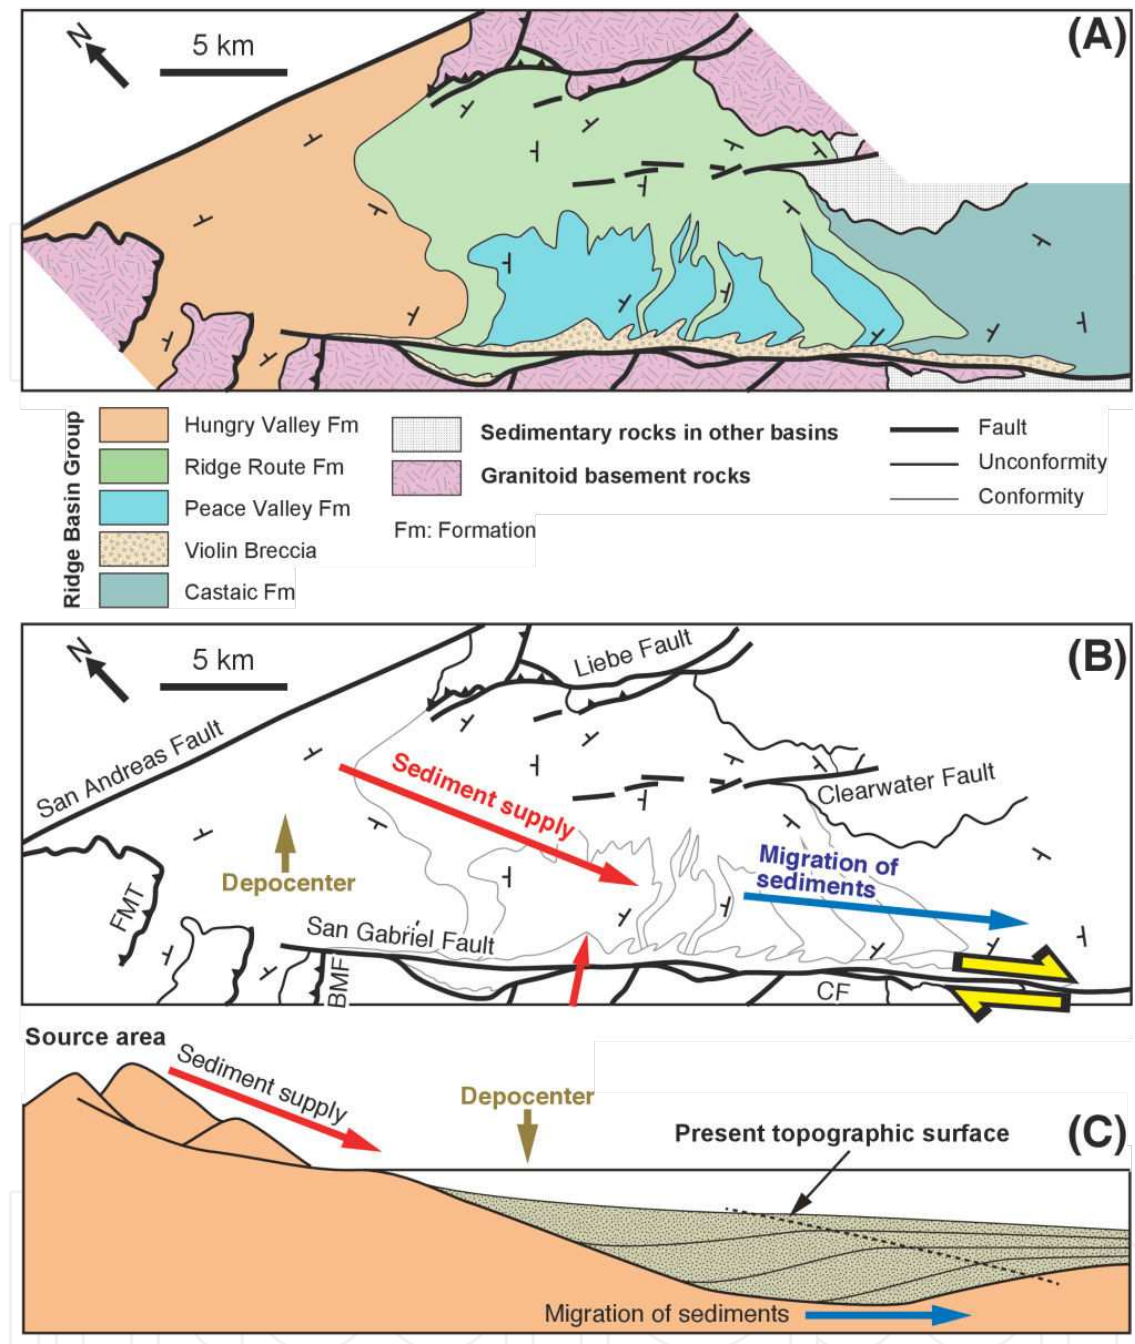 (A)
N
5 km
Ridge Basin Group
Hungry Valley Fm
Ridge Route Fm
Peace Valley Fm
Violin Breccia
Castaic Fm
Sedimentary rocks in other basins
Granitoid basement rocks
Fm: Formation
Fault
Unconformity
Conformity
(B)
N
5 km
Liebe Fault
San Andreas Fault
Sediment supply
Clearwater Fault
Depocenter
Migration of
sediments
FMT
San Gabriel Fault
BMF
CF
Source area
Sediment supply
Depocenter
(C)
Present topographic surface
Migration of sediments